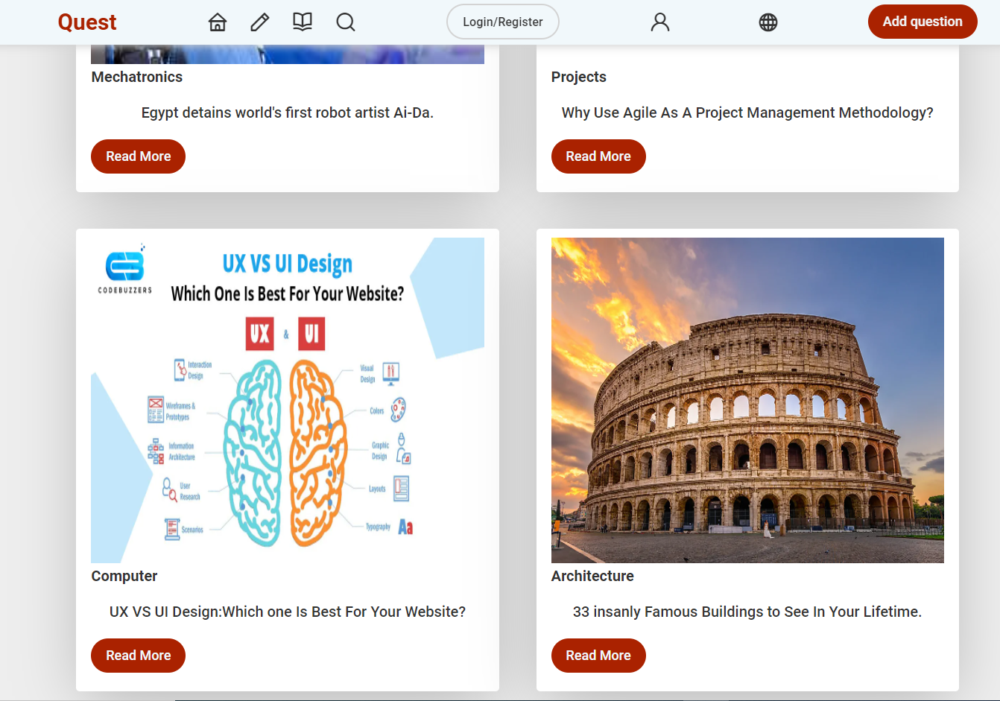 Quest
Login/Register
Add question
Mechatronics
Egypt detains world's first robot artist Ai-Da.
Read More
Projects
Why Use Agile As A Project Management Methodology?
Read More
CODEBUZZERS
UX VS UI Design
Which One Is Best For Your Website?
UX & UI
Interaction
Design
Wireframes &
Prototypes
Information
Architecture
User
Research
Scenarios
Visual
Design
Colors
Graphic
Design
Layouts
Typography
Aa
Computer
UX VS UI Design:Which one Is Best For Your Website?
Read More
Architecture
33 insanly Famous Buildings to See In Your Lifetime.
Read More